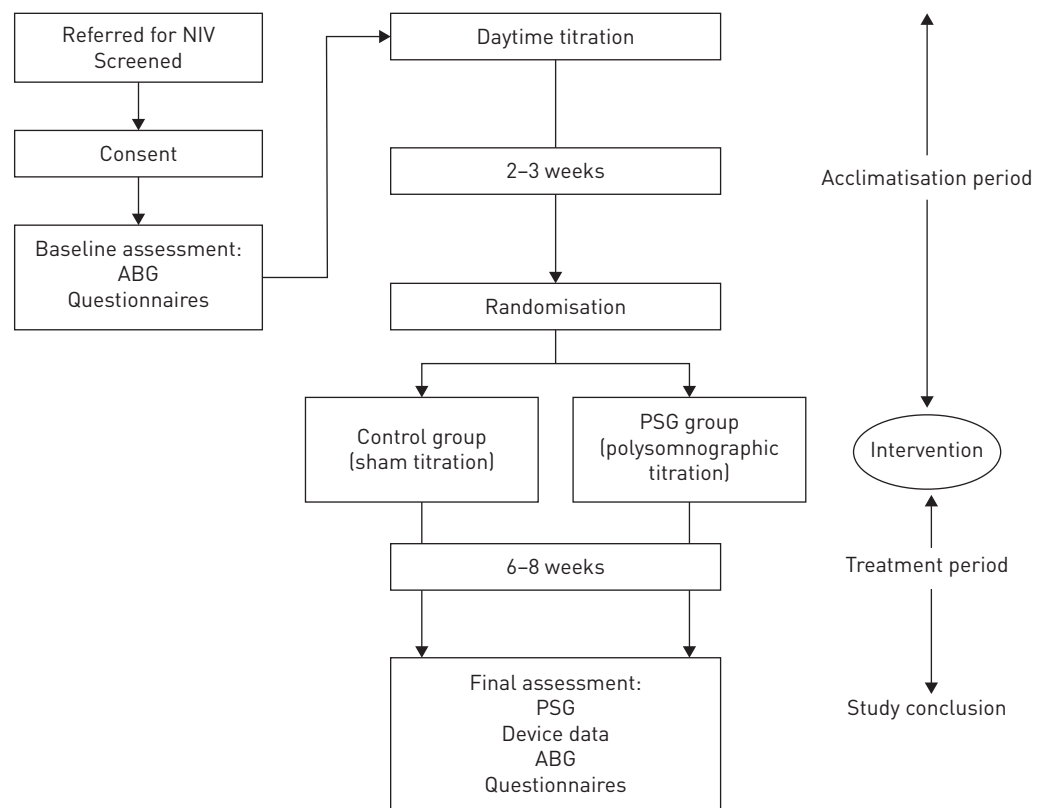 Referred for NIV
Screened
Consent
Baseline assessment:
ABG
Questionnaires
Daytime titration
2–3 weeks
Randomisation
Control group
(sham titration)
PSG group
(polysomnographic
titration)
6–8 weeks
Final assessment:
PSG
Device data
ABG
Questionnaires
Acclimatisation period
Intervention
Treatment period
Study conclusion